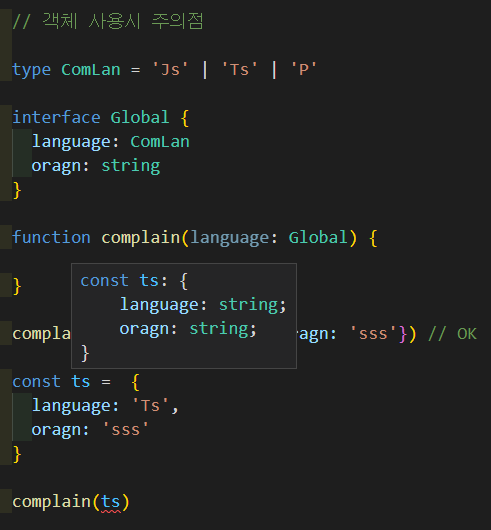 // 객체 사용시 주의점
type ComLan = 'Js' | 'Ts' | 'P'
interface Global {
language: ComLan
oragn: string
}
function complain(language: Global) {
const ts: {
language: string;
oragn: string;
}
}
compla ragn: 'sss'}) // OK
const ts =  {
language: 'Ts',
oragn: 'sss'
}
complain(ts)